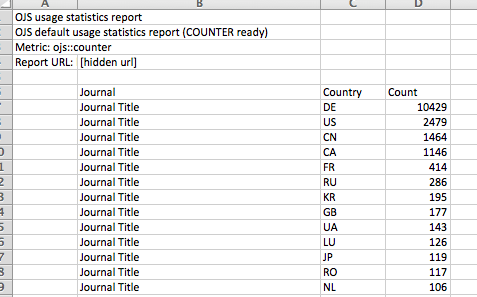 A B C D
OJS usage statistics report
OJS default usage statistics report (COUNTER ready)
Metric: ojs::counter
Report URL: [hidden url]
Journal Country Count
Journal Title DE 10429
Journal Title US 2479
Journal Title CN 1464
Journal Title CA 1146
Journal Title FR 414
Journal Title RU 286
Journal Title KR 195
Journal Title GB 177
Journal Title UA 143
Journal Title LU 126
Journal Title JP 119
Journal Title RO 117
Journal Title NL 106